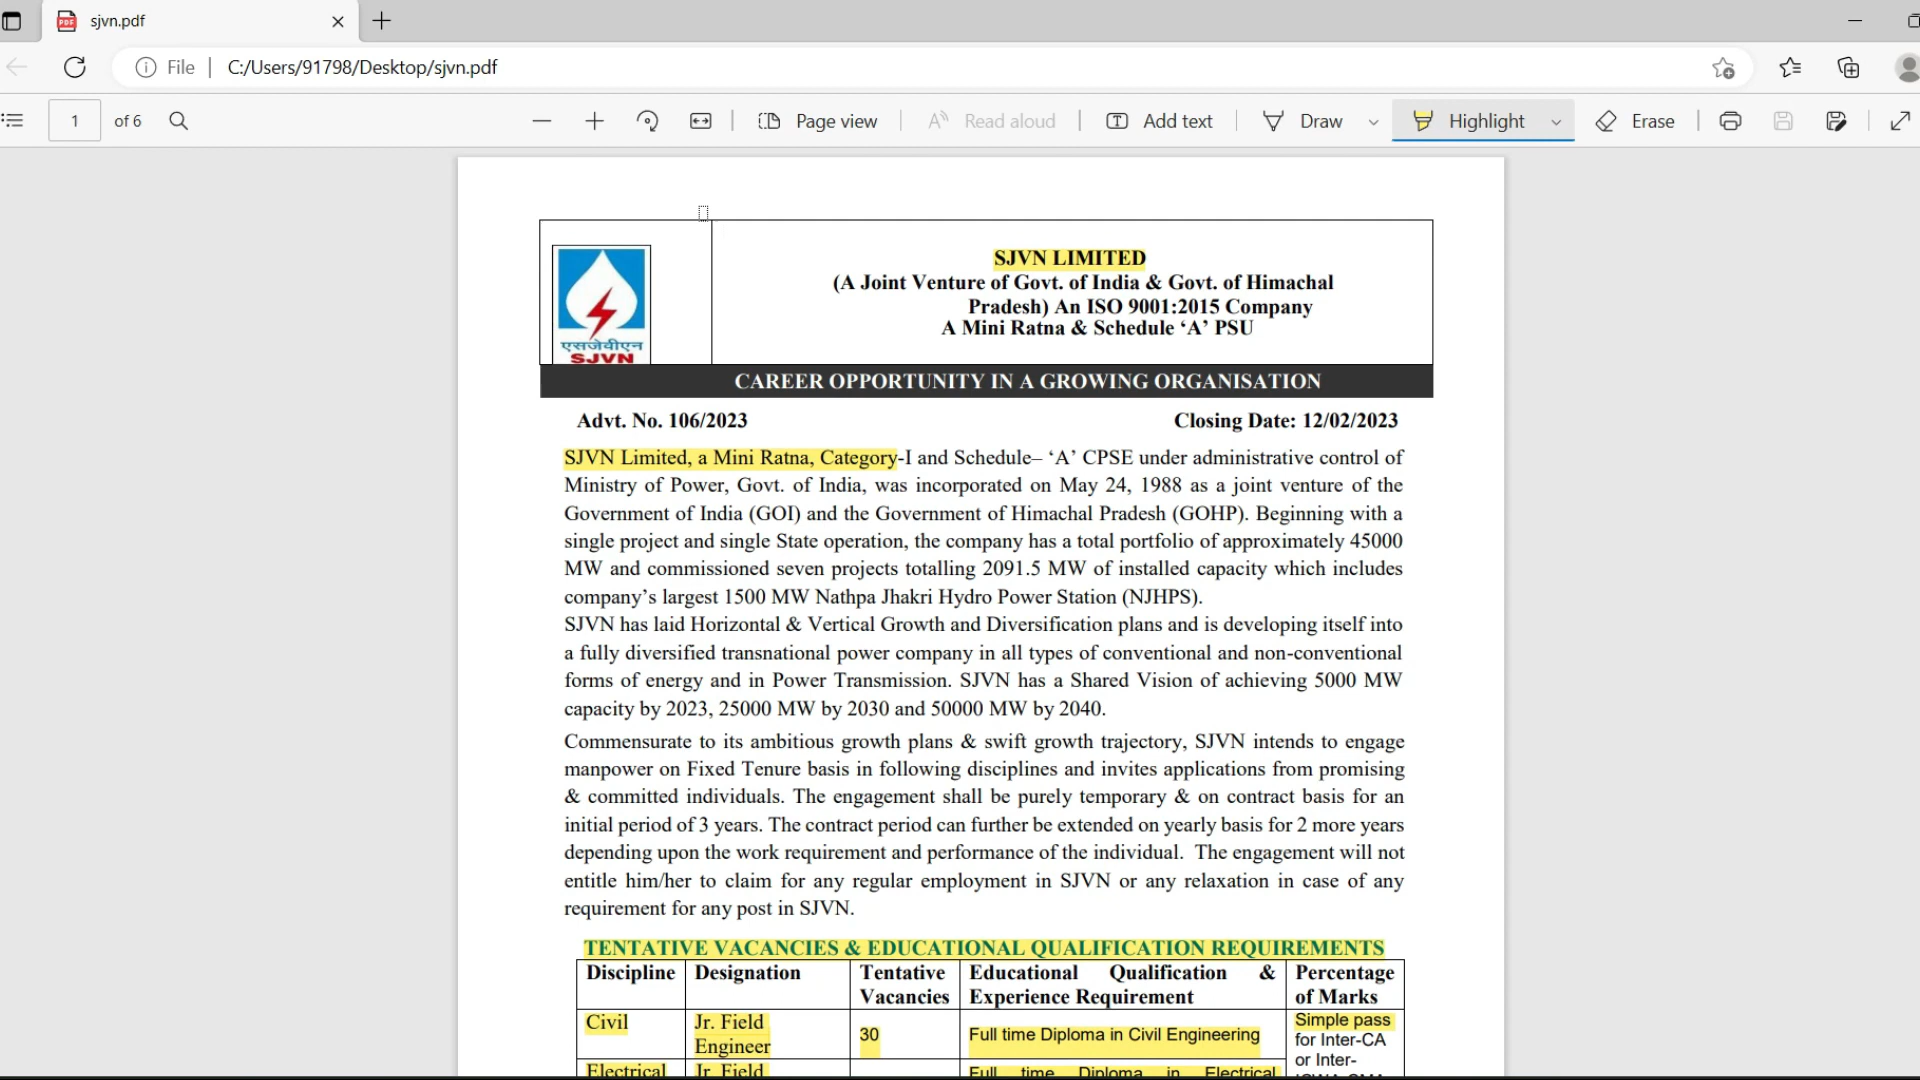 sjvn.pdf
File
C:/Users/91798/Desktop/sjvn.pdf
1 of 6
Page view
Read aloud
Add text
Draw
Highlight
Erase
एसजेवीएन
SJVN
SJVN LIMITED
(A Joint Venture of Govt. of India & Govt. of Himachal
Pradesh) An ISO 9001:2015 Company
A Mini Ratna & Schedule ‘A’ PSU
CAREER OPPORTUNITY IN A GROWING ORGANISATION
Advt. No. 106/2023 Closing Date: 12/02/2023
SJVN Limited, a Mini Ratna, Category-I and Schedule– ‘A’ CPSE under administrative control of
Ministry of Power, Govt. of India, was incorporated on May 24, 1988 as a joint venture of the
Government of India (GOI) and the Government of Himachal Pradesh (GOHP). Beginning with a
single project and single State operation, the company has a total portfolio of approximately 45000
MW and commissioned seven projects totalling 2091.5 MW of installed capacity which includes
company’s largest 1500 MW Nathpa Jhakri Hydro Power Station (NJHPS).
SJVN has laid Horizontal & Vertical Growth and Diversification plans and is developing itself into
a fully diversified transnational power company in all types of conventional and non-conventional
forms of energy and in Power Transmission. SJVN has a Shared Vision of achieving 5000 MW
capacity by 2023, 25000 MW by 2030 and 50000 MW by 2040.
Commensurate to its ambitious growth plans & swift growth trajectory, SJVN intends to engage
manpower on Fixed Tenure basis in following disciplines and invites applications from promising
& committed individuals. The engagement shall be purely temporary & on contract basis for an
initial period of 3 years. The contract period can further be extended on yearly basis for 2 more years
depending upon the work requirement and performance of the individual. The engagement will not
entitle him/her to claim for any regular employment in SJVN or any relaxation in case of any
requirement for any post in SJVN.
TENTATIVE VACANCIES & EDUCATIONAL QUALIFICATION REQUIREMENTS
Discipline
Designation
Tentative
Vacancies
Educational Qualification &
Experience Requirement
Percentage
of Marks
Civil
Jr. Field
Engineer
30
Full time Diploma in Civil Engineering
Simple pass
for Inter-CA
or Inter-
Electrical
Jr. Field
Full time Diploma in Electrical